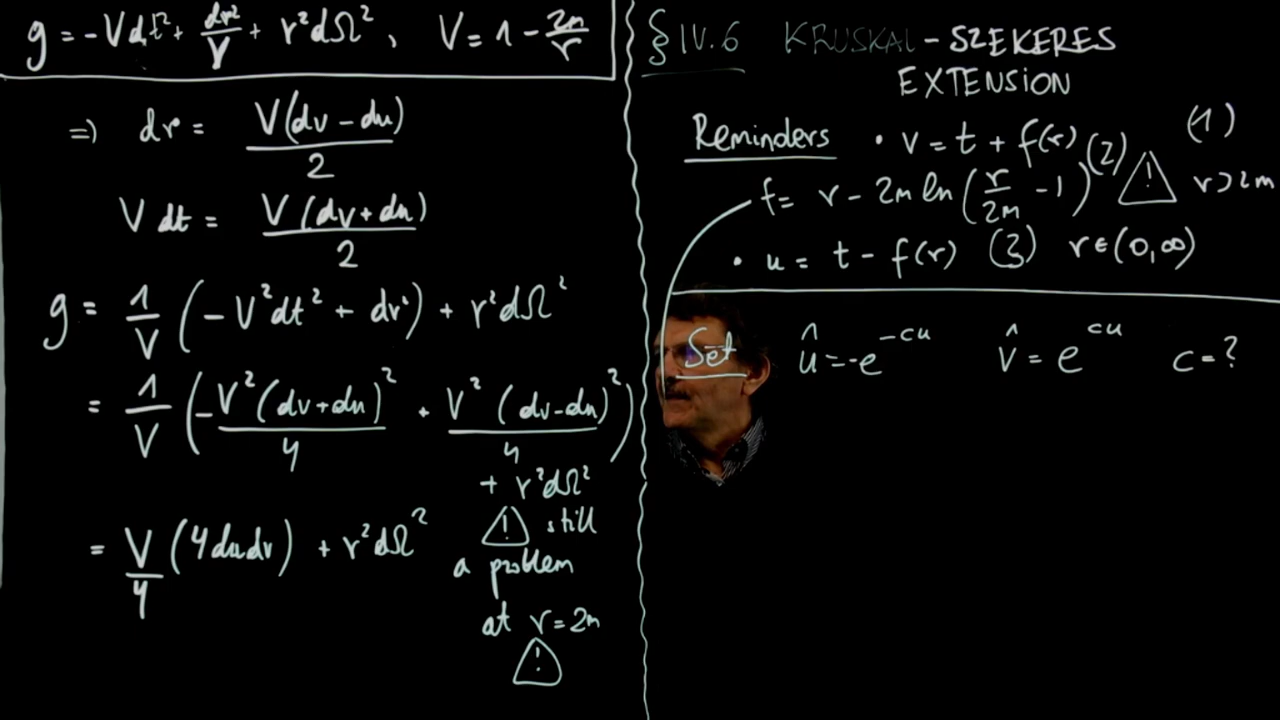 g = -Vdt² + dr²/V + r²dΩ², V = 1 - 2m/r
⇒ dr = V(dv - du)/2
V dt = V(dv + du)/2
g = 1/V (-V²dt² + dr²) + r²dΩ²
= 1/V (-V²(dv+du)²/4 + V²(dv-du)²/4)
+ r²dΩ²
= V/4 (4dudv) + r²dΩ²
⚠ still
a problem
at r = 2m
⚠
§ IV.6 KRUSKAL - SZEKERES
EXTENSION
Reminders • v = t + f(r) (1)
f = r - 2m ln (r/2m - 1) (2) ⚠ r > 2m
• u = t - f(r) (3) r ∈ (0, ∞)
Set û = -e^{-cu} v̂ = e^{cu} c = ?